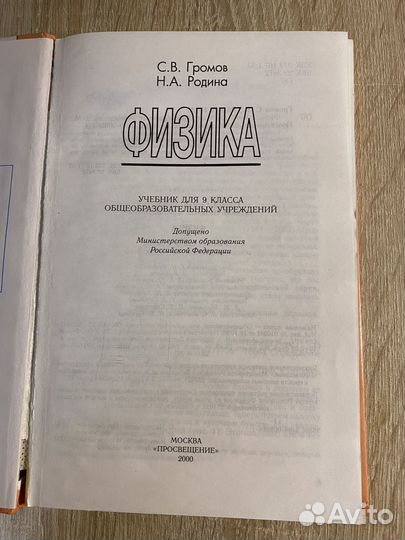 С.В. Громов
Н.А. Родина
ФИЗИКА
УЧЕБНИК ДЛЯ 9 КЛАССА
ОБЩЕОБРАЗОВАТЕЛЬНЫХ УЧРЕЖДЕНИЙ
Допущено
Министерством образования
Российской Федерации
МОСКВА
«ПРОСВЕЩЕНИЕ»
2000
Avito